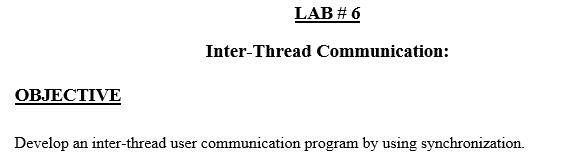 LAB # 6
Inter-Thread Communication:
OBJECTIVE
Develop an inter-thread user communication program by using synchronization.